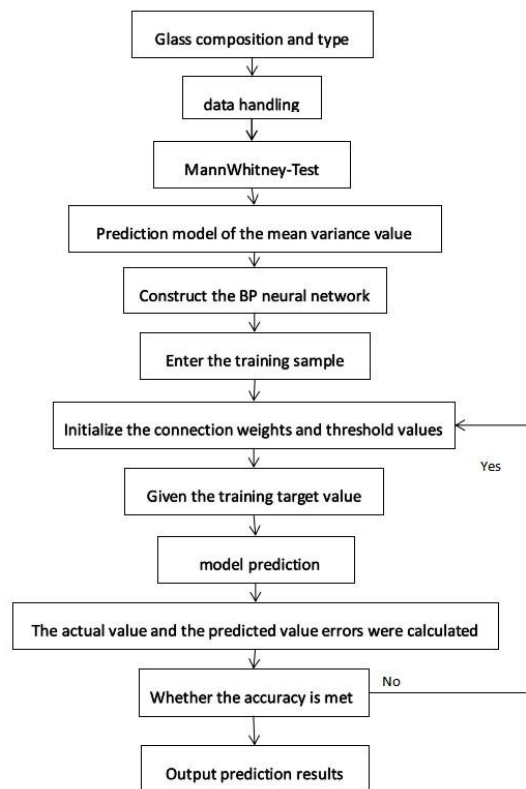 Glass composition and type
data handling
MannWhitney-Test
Prediction model of the mean variance value
Construct the BP neural network
Enter the training sample
Initialize the connection weights and threshold values
Yes
Given the training target value
model prediction
The actual value and the predicted value errors were calculated
No
Whether the accuracy is met
Output prediction results